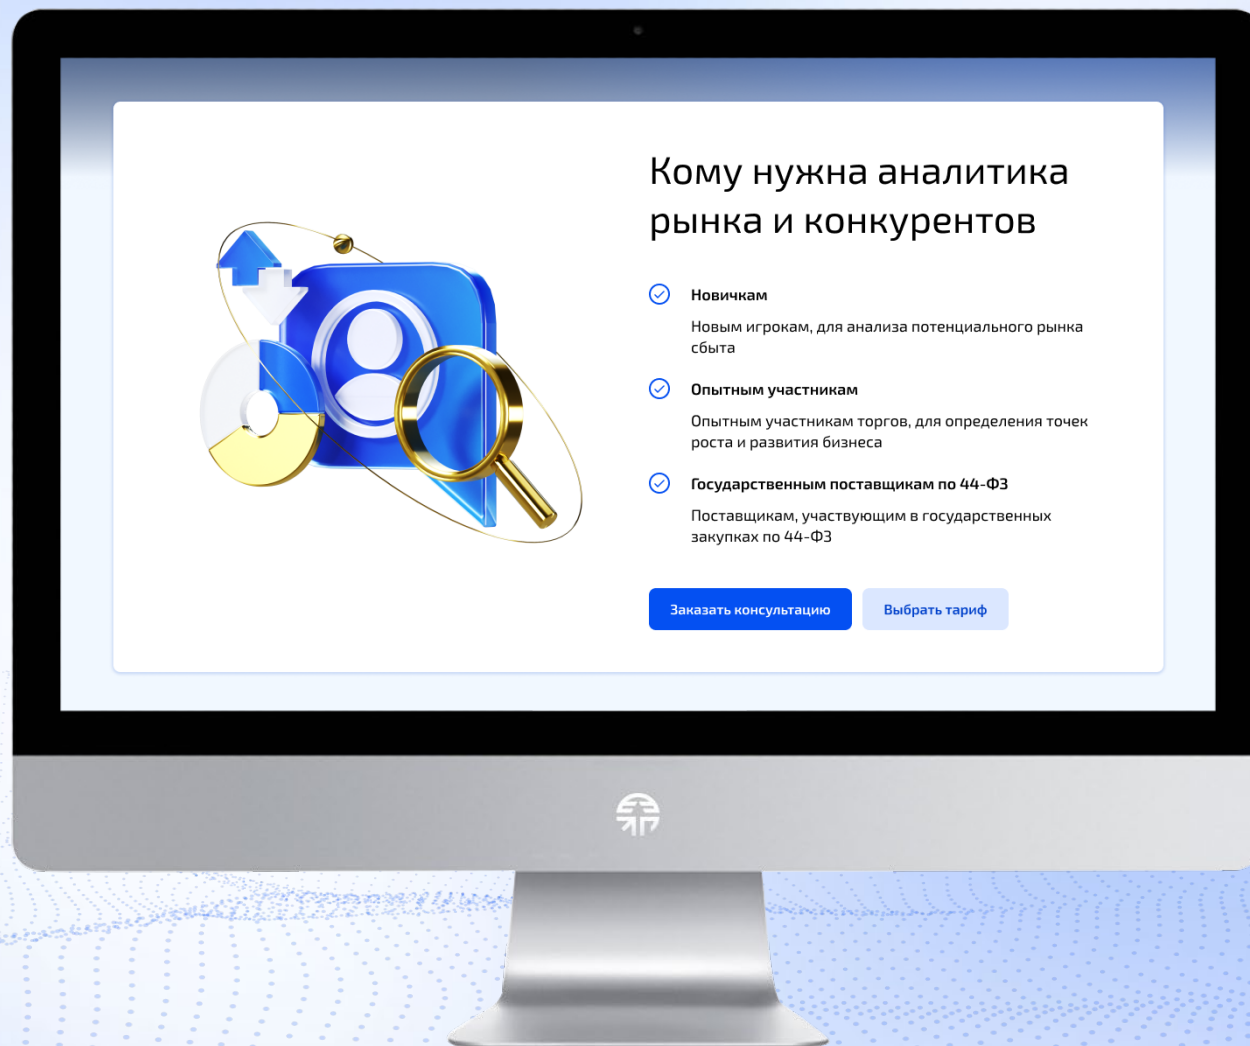 Кому нужна аналитика
рынка и конкурентов
Новичкам
Новым игрокам, для анализа потенциального рынка
сбыта
Опытным участникам
Опытным участникам торгов, для определения точек
роста и развития бизнеса
Государственным поставщикам по 44-ФЗ
Поставщикам, участвующим в государственных
закупках по 44-ФЗ
Заказать консультацию
Выбрать тариф